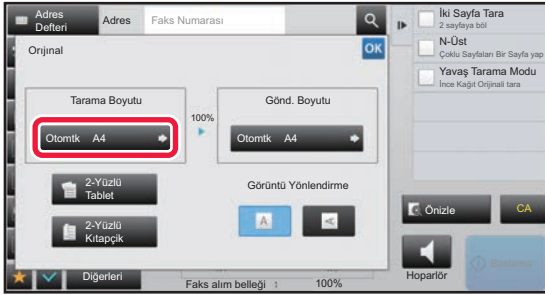 Adres
Defteri
Adres
Faks Numarası
Orijinal
OK
Tarama Boyutu
100%
Gönd. Boyutu
Otomtk A4
Otomtk A4
2-Yüzlü
Tablet
Görüntü Yönlendirme
2-Yüzlü
Kıtapçik
A
A
Diğerleri
Faks alım belleği : 100%
İki Sayfa Tara
2 sayfaya böl
N-Üst
Çoklu Sayfaları Bir Sayfa yap
Yavaş Tarama Modu
İnce Kağıt Orijinali tara
Önizle
CA
Hoparlör